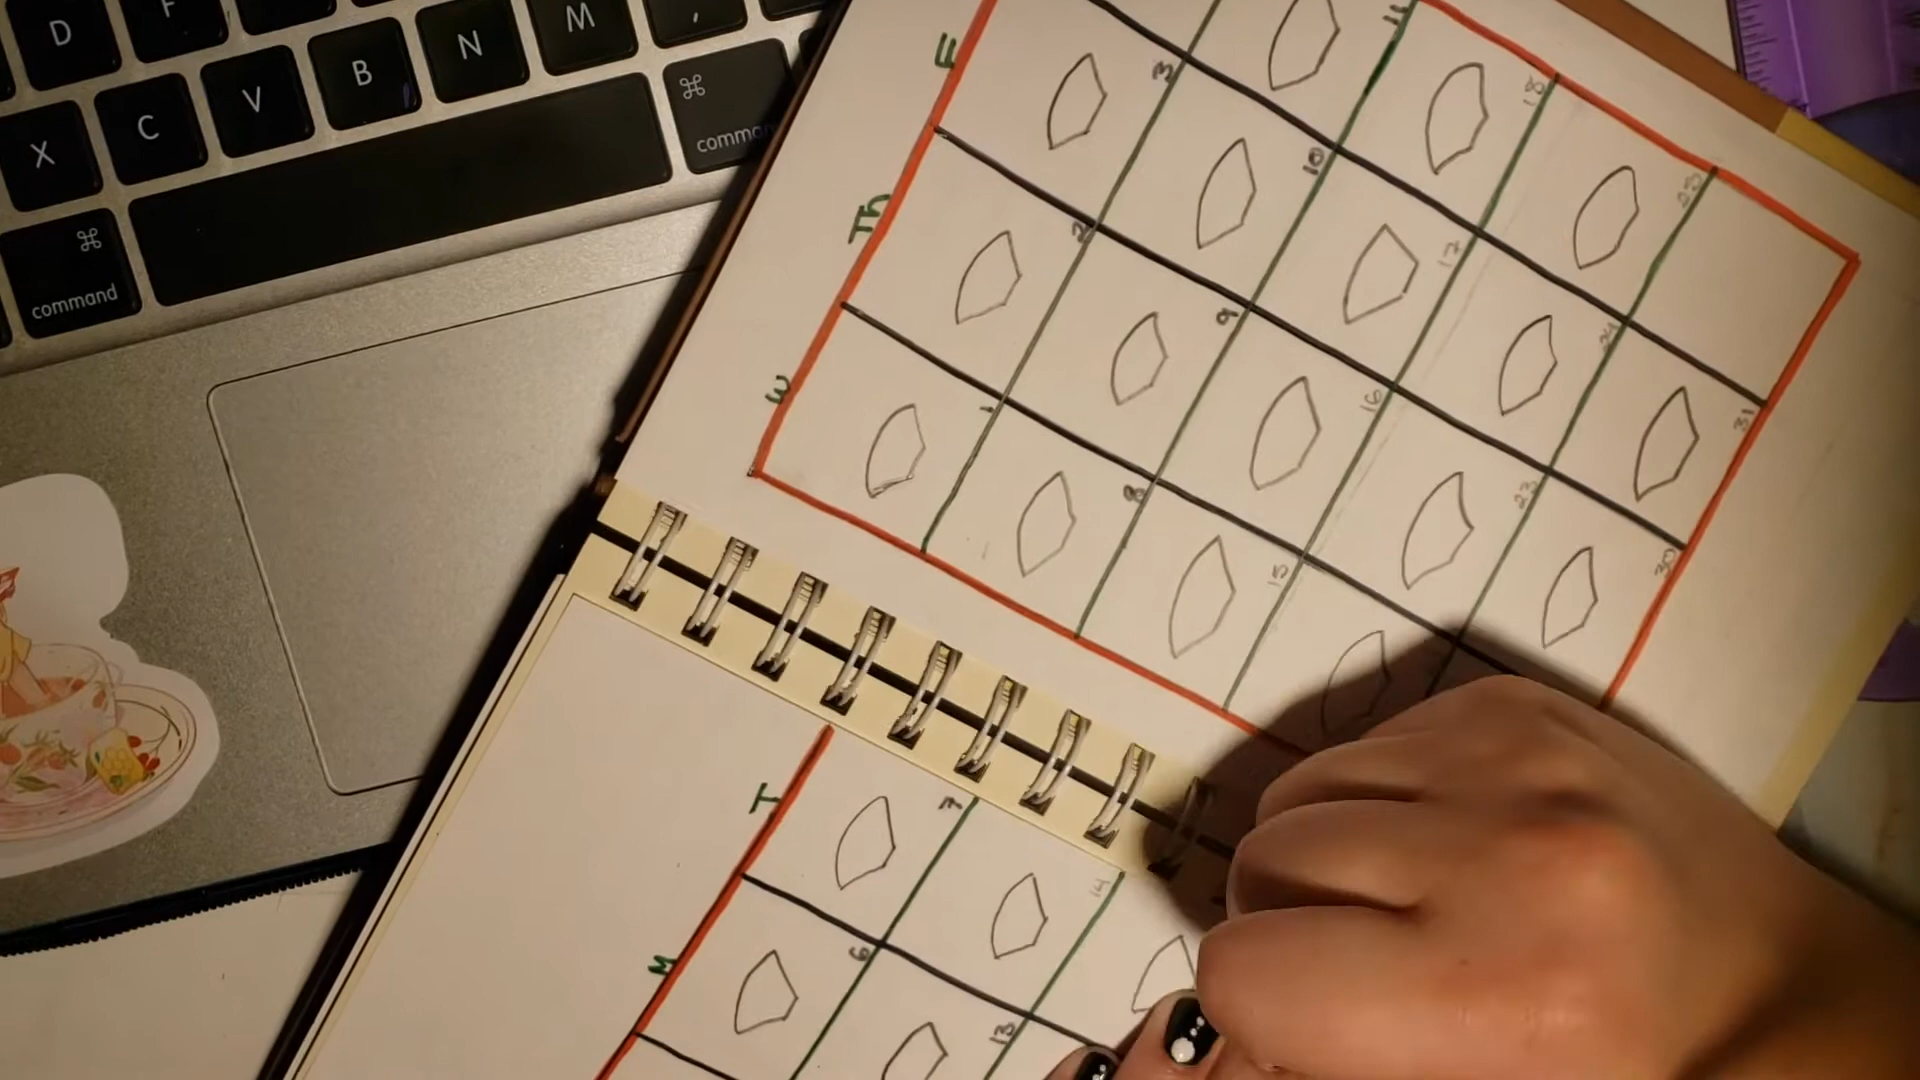 D F M ,
X C V B N
⌘ command
⌘ command
11 18 25
F 3 10 17 24 31
Th 2 9 16 23 30
W 1 8 15
T 7 14
M 6 13